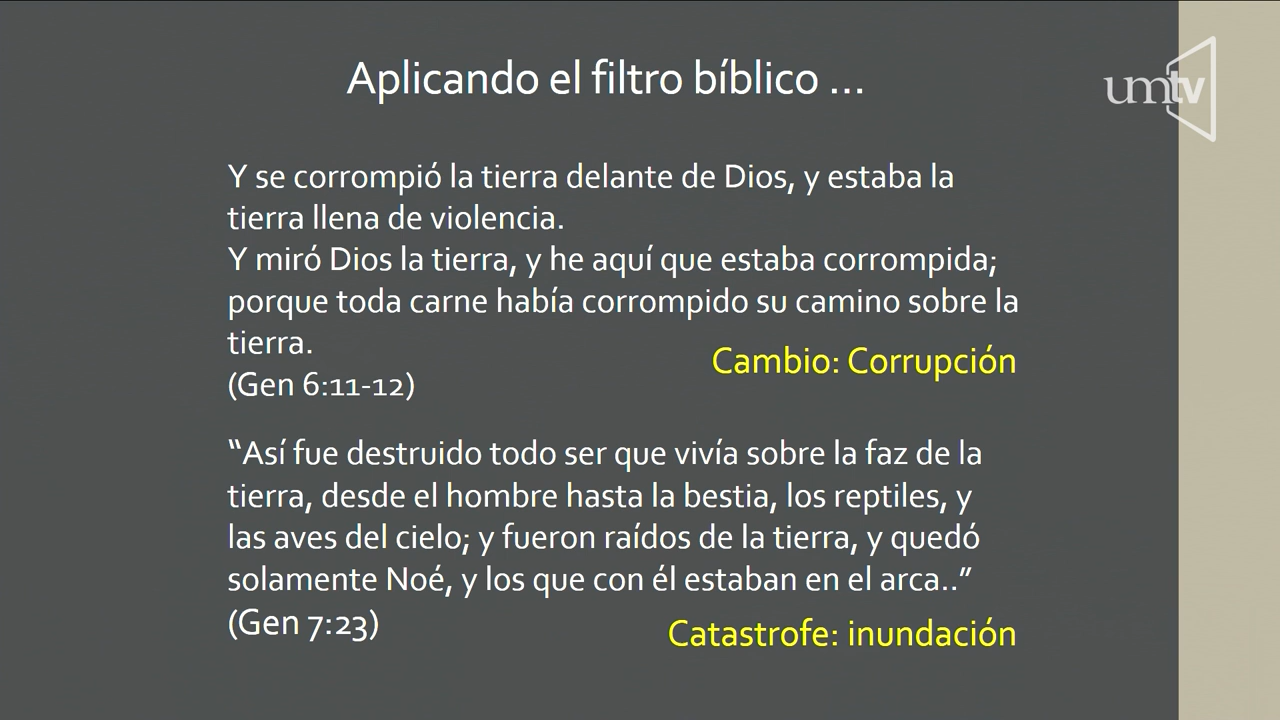 Aplicando el filtro bíblico ...
umtv
Y se corrompió la tierra delante de Dios, y estaba la
tierra llena de violencia.
Y miró Dios la tierra, y he aquí que estaba corrompida;
porque toda carne había corrompido su camino sobre la
tierra.
Cambio: Corrupción
(Gen 6:11-12)
“Así fue destruido todo ser que vivía sobre la faz de la
tierra, desde el hombre hasta la bestia, los reptiles, y
las aves del cielo; y fueron raídos de la tierra, y quedó
solamente Noé, y los que con él estaban en el arca..”
(Gen 7:23)
Catastrofe: inundación